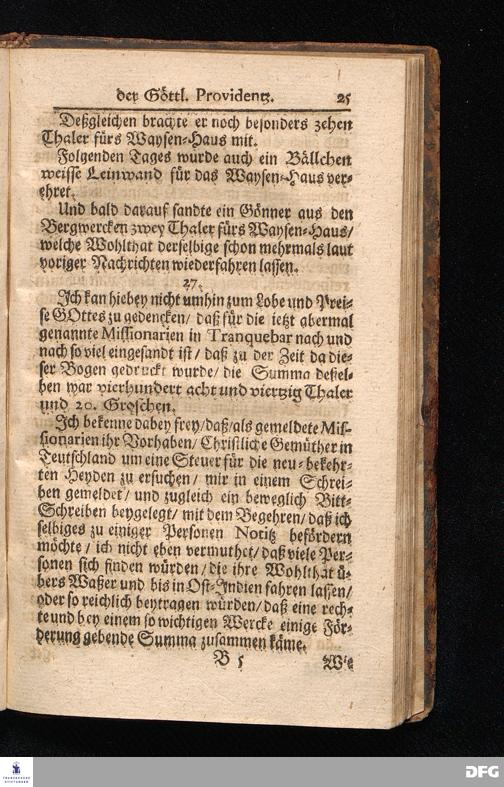 der Göttl. Providentz. 25
Deßgleichen brachte er noch besonders zehen
Thaler fürs Waysen-Haus mit.
Folgenden Tages wurde auch ein Bällchen
weisse Leinwand für das Waysen-Haus ver-
ehret.
Und bald darauf sandte ein Gönner aus den
Bergwercken zwey Thaler fürs Waysen-Haus/
welche Wohlthat derselbige schon mehrmals laut
voriger Nachrichten wiederfahren lassen.
27.
Ich kan hiebey nicht umhin zum Lobe und Prei-
se GOttes zu gedencken/ daß für die jetzt abermal
genannte Missionarien in Tranquebar nach und
nach so viel eingesandt ist/ daß zu der Zeit da die-
ser Bogen gedruckt wurde/ die Summa deßel-
ben war vierhundert acht und viertzig Thaler
und 20. Groschen.
Ich bekenne dabey frey/ daß/ als gemeldete Mis-
sionarien ihr Vorhaben/ Christliche Gemüther in
Teutschland um eine Steuer für die neu-bekehr-
ten Heyden zu ersuchen/ mir in einem Schrei-
ben gemeldet/ und zugleich ein beweglich Bitt-
Schreiben beygelegt/ mit dem Begehren/ daß ich
selbiges zu einiger Personen Notitz befördern
möchte/ ich nicht eben vermuthet/ daß viele Per-
sonen sich finden würden/ die ihre Wohlthat ü-
bers Waßer und bis in Ost-Indien fahren lassen/
oder so reichlich beytragen würden/ daß eine rech-
te und bey einem so wichtigen Wercke einige För-
derung gebende Summa zusammen käme.
B 5 Wie
FRANCKESCHE STIFTUNGEN
DFG